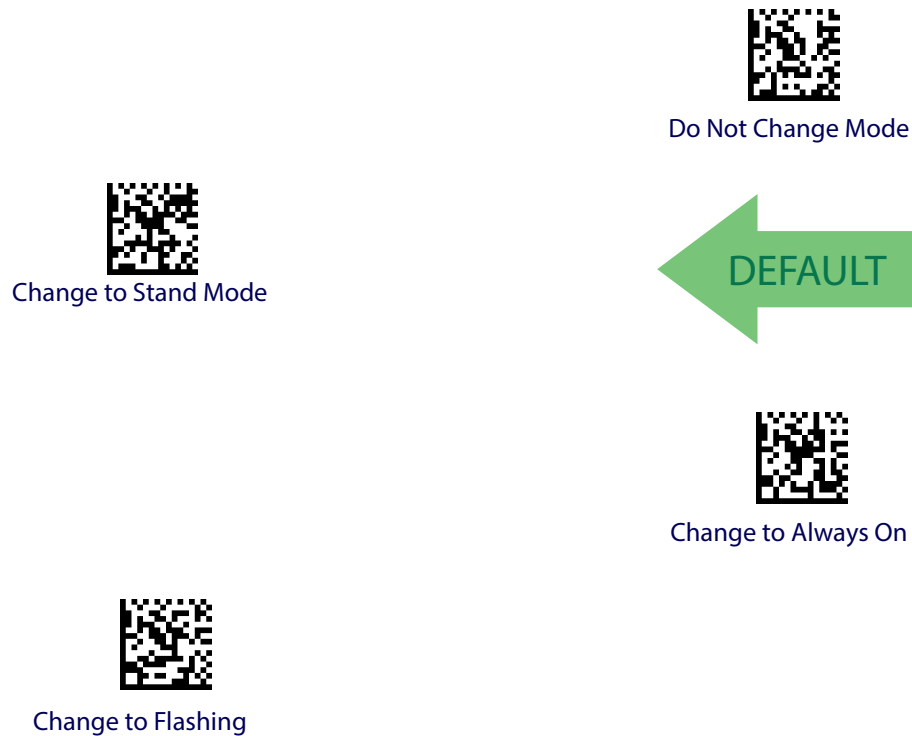 Do Not Change Mode
Change to Stand Mode
DEFAULT
Change to Always On
Change to Flashing